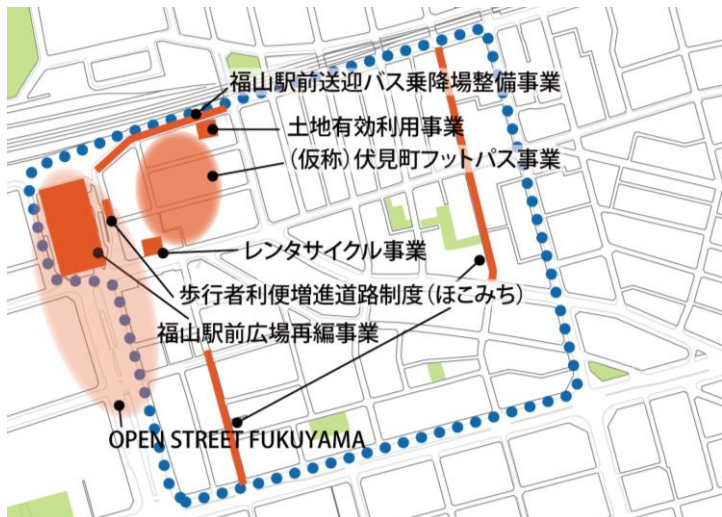 福山駅前送迎バス乗降場整備事業
土地有効利用事業
(仮称)伏見町フットパス事業
レンタサイクル事業
歩行者利便増進道路制度(ほこみち)
福山駅前広場再編事業
OPEN STREET FUKUYAMA